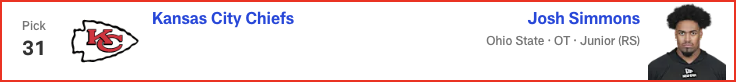 Pick
31
KC
Kansas City Chiefs
Josh Simmons
Ohio State · OT · Junior (RS)